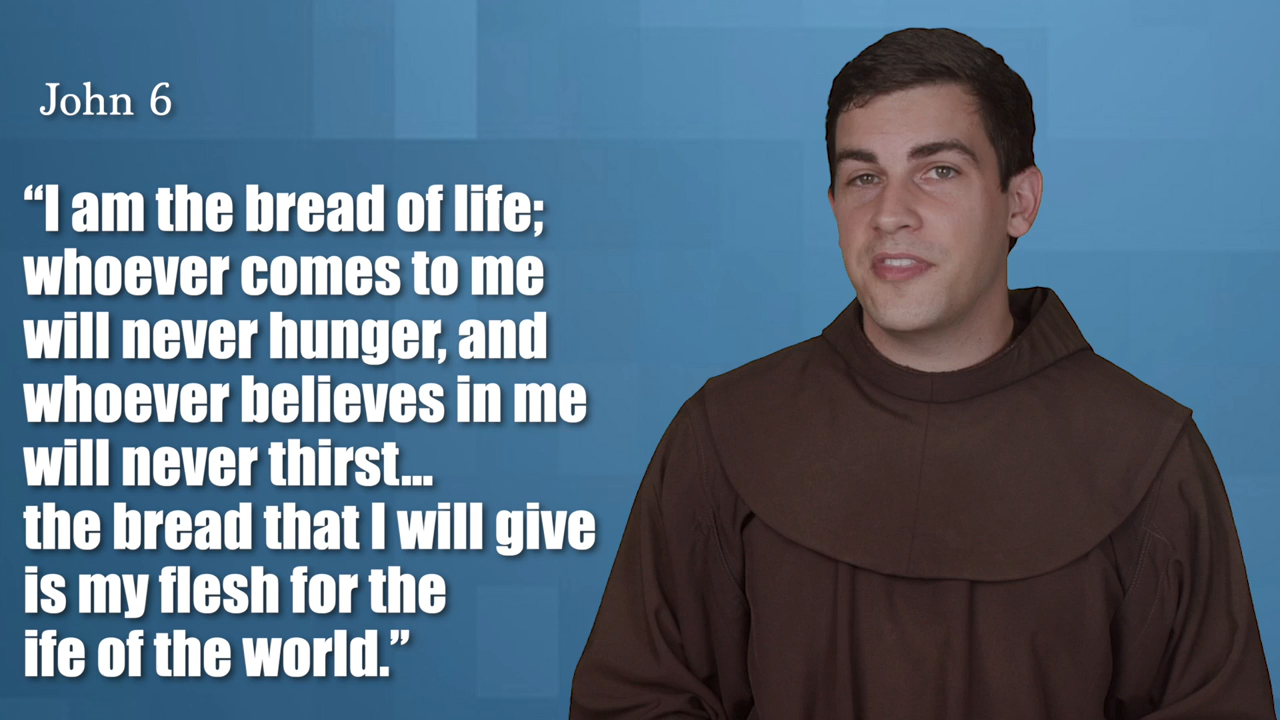 John 6
“I am the bread of life;
whoever comes to me
will never hunger, and
whoever believes in me
will never thirst...
the bread that I will give
is my flesh for the
ife of the world.”